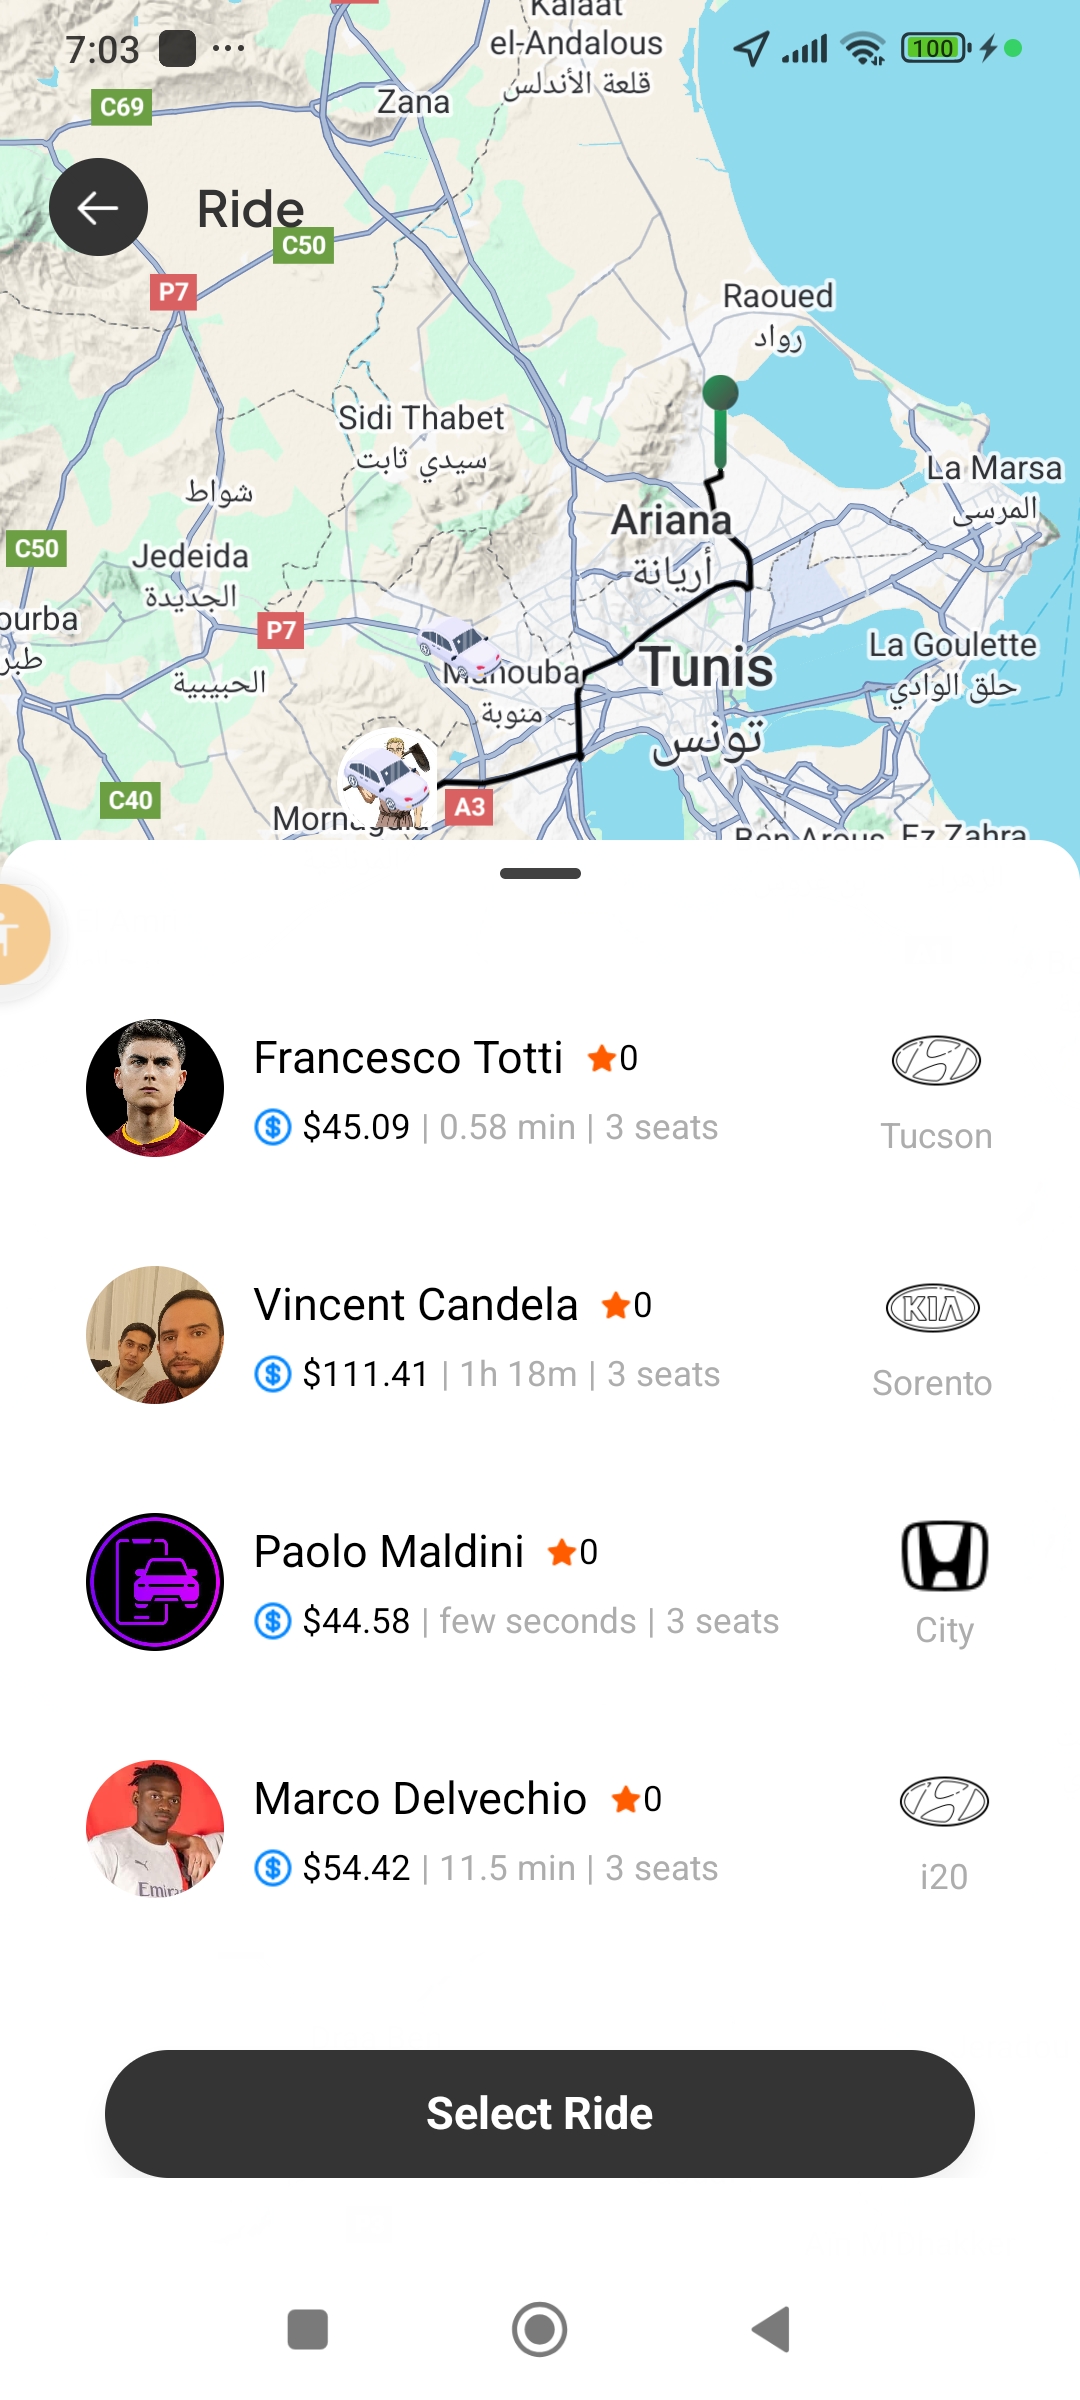 Kalaat
el-Andalous
قلعة الأندلس
7:03
100
C69
Zana
Ride
C50
P7
Raoued
رواد
Sidi Thabet
سيدي ثابت
La Marsa
المرسى
شواط
Ariana
أريانة
C50
Jedeida
الجديدة
ourba
طبر
P7
الحبيبية
Manouba
منوبة
Tunis
تونس
La Goulette
حلق الوادي
C40
A3
Mornaguia
Ben Arous
Ez Zahra
Francesco Totti 0
$45.09 | 0.58 min | 3 seats
Tucson
Vincent Candela 0
$111.41 | 1h 18m | 3 seats
KIA
Sorento
Paolo Maldini 0
$44.58 | few seconds | 3 seats
City
Marco Delvechio 0
$54.42 | 11.5 min | 3 seats
i20
Emira
Select Ride